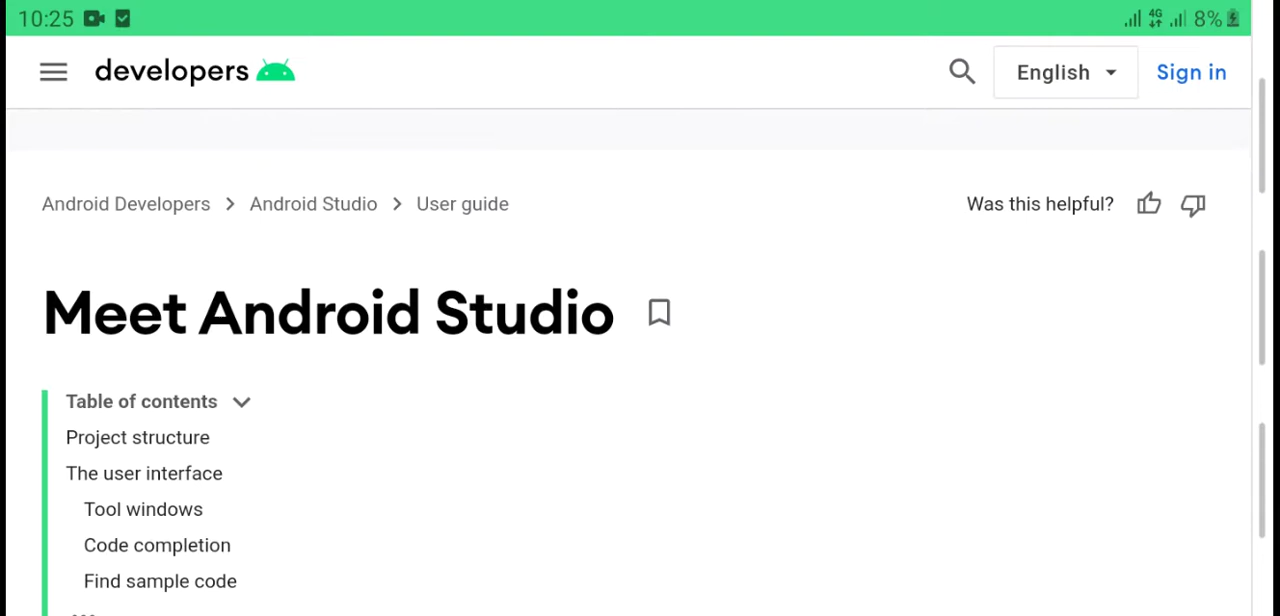 10:25 4G 8%
developers English Sign in
Android Developers Android Studio User guide Was this helpful?
Meet Android Studio
Table of contents
Project structure
The user interface
Tool windows
Code completion
Find sample code
...